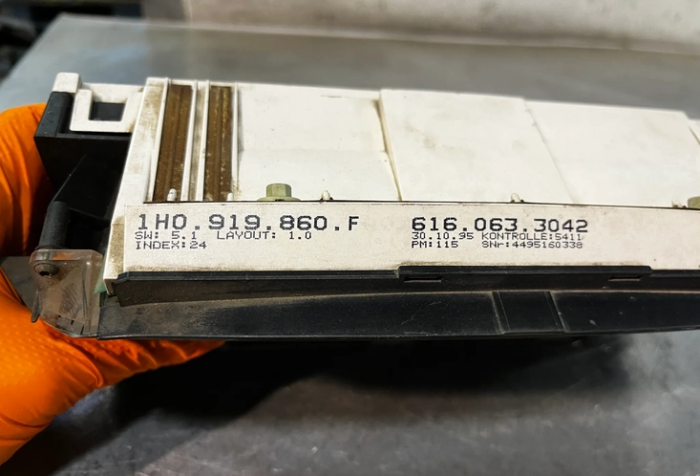 1H0.919.860.F 616.063.3042
SW: 5.1 LAYOUT: 1.0 30.10.95 KONTROLLE:5411
INDEX:24 PM:115 SNr:4495160338